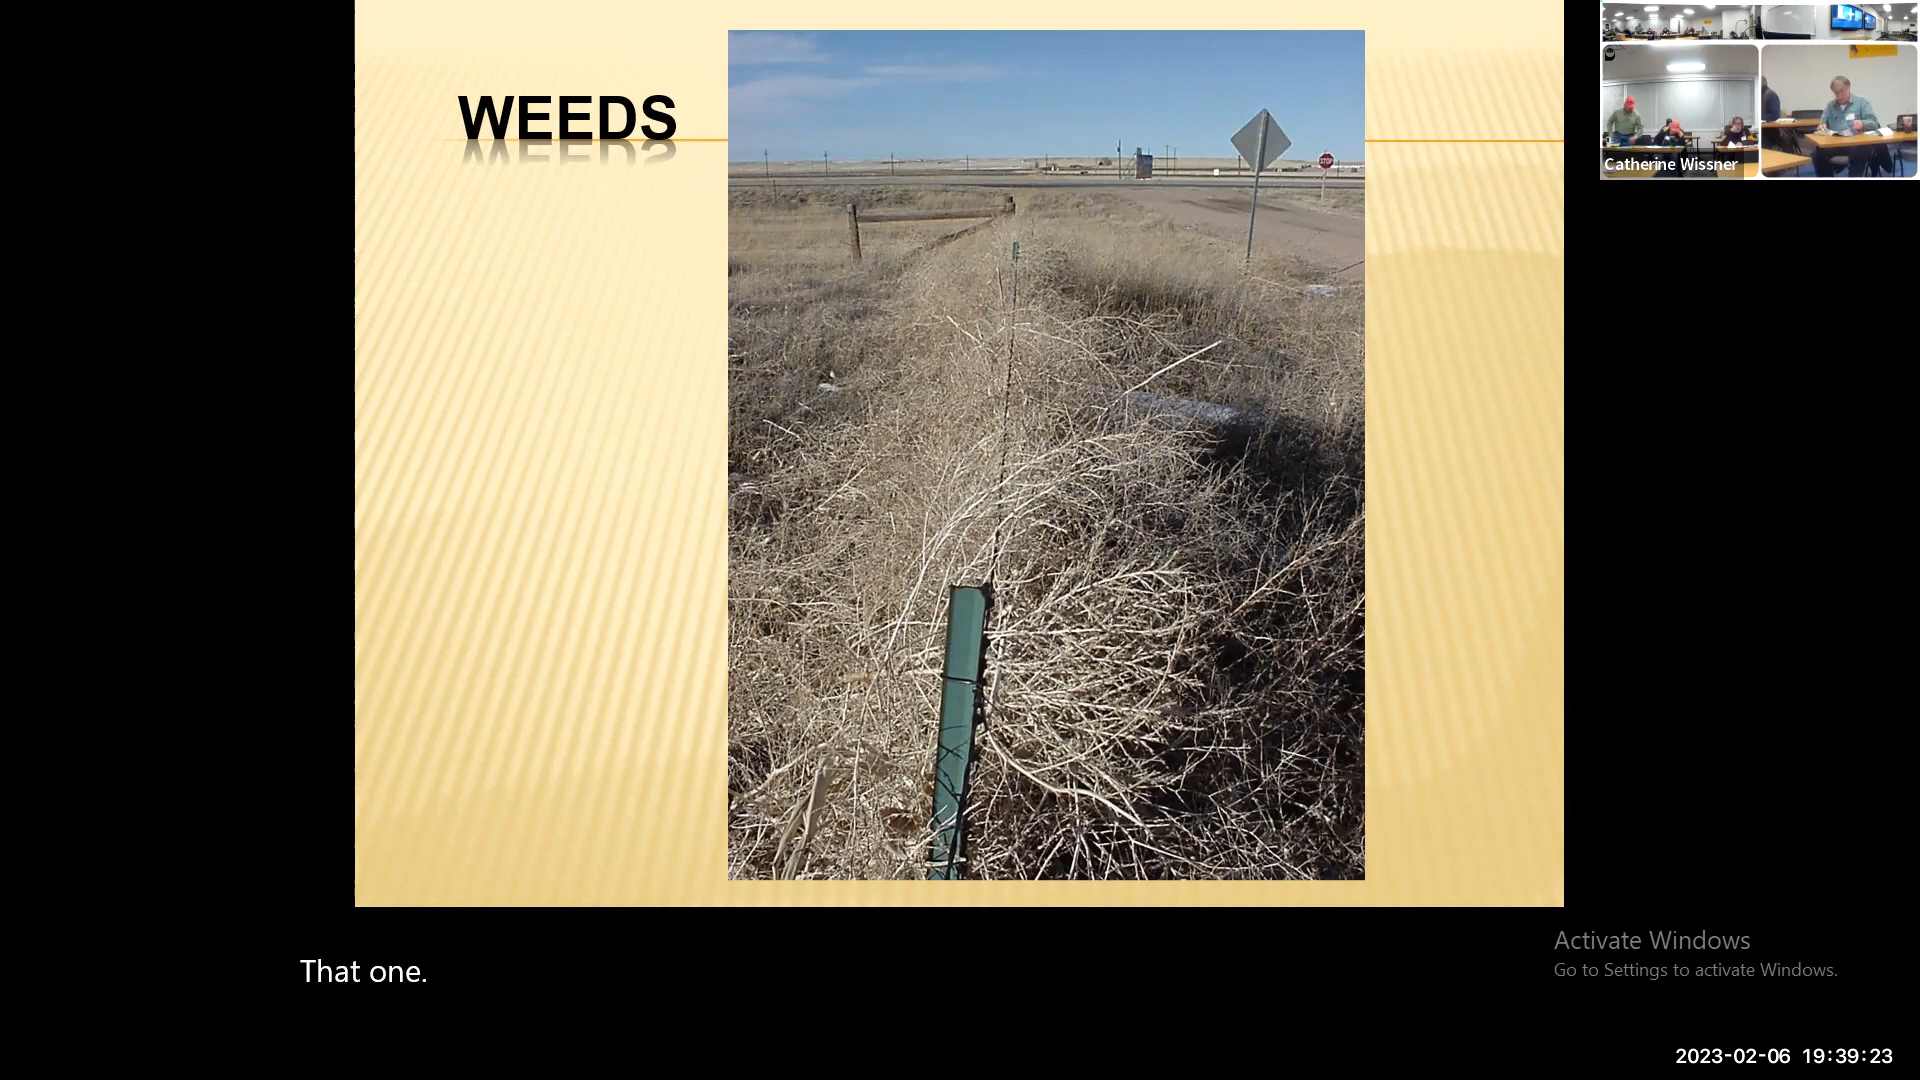 WEEDS
STOP
Catherine Wissner
That one.
Activate Windows
Go to Settings to activate Windows.
2023-02-06 19:39:23